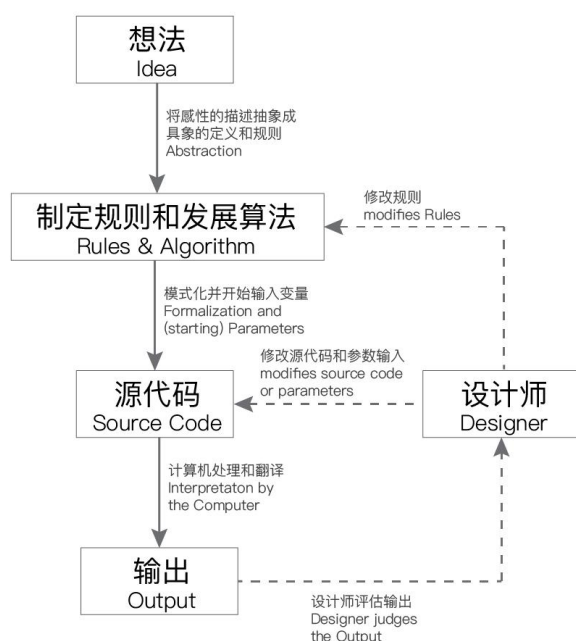 想法
Idea
将感性的描述抽象成
具象的定义和规则
Abstraction
制定规则和发展算法
Rules & Algorithm
修改规则
modifies Rules
模式化并开始输入变量
Formalization and
(starting) Parameters
修改源代码和参数输入
modifies source code
or parameters
源代码
Source Code
设计师
Designer
计算机处理和翻译
Interpretaton by
the Computer
输出
Output
设计师评估输出
Designer judges
the Output